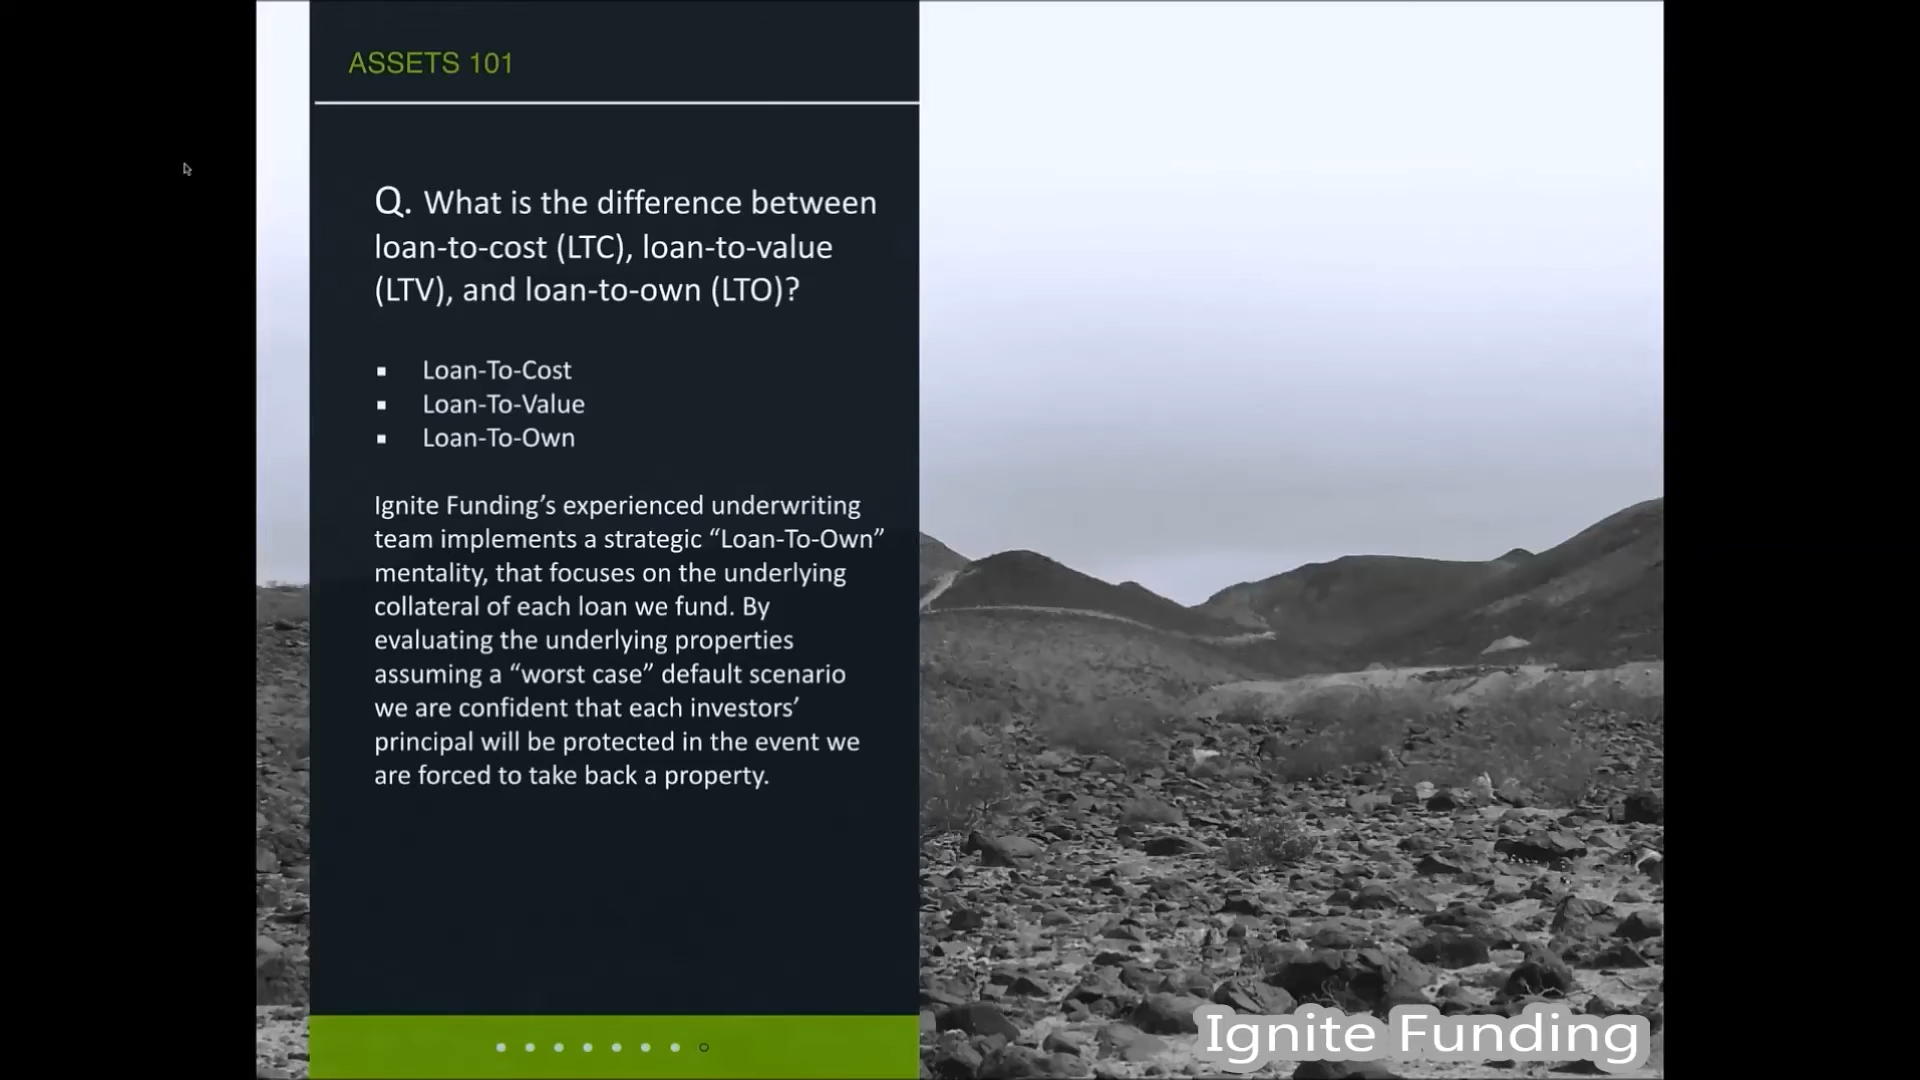 ASSETS 101
Q. What is the difference between
loan-to-cost (LTC), loan-to-value
(LTV), and loan-to-own (LTO)?
▪ Loan-To-Cost
▪ Loan-To-Value
▪ Loan-To-Own
Ignite Funding’s experienced underwriting
team implements a strategic “Loan-To-Own”
mentality, that focuses on the underlying
collateral of each loan we fund. By
evaluating the underlying properties
assuming a “worst case” default scenario
we are confident that each investors’
principal will be protected in the event we
are forced to take back a property.
Ignite Funding